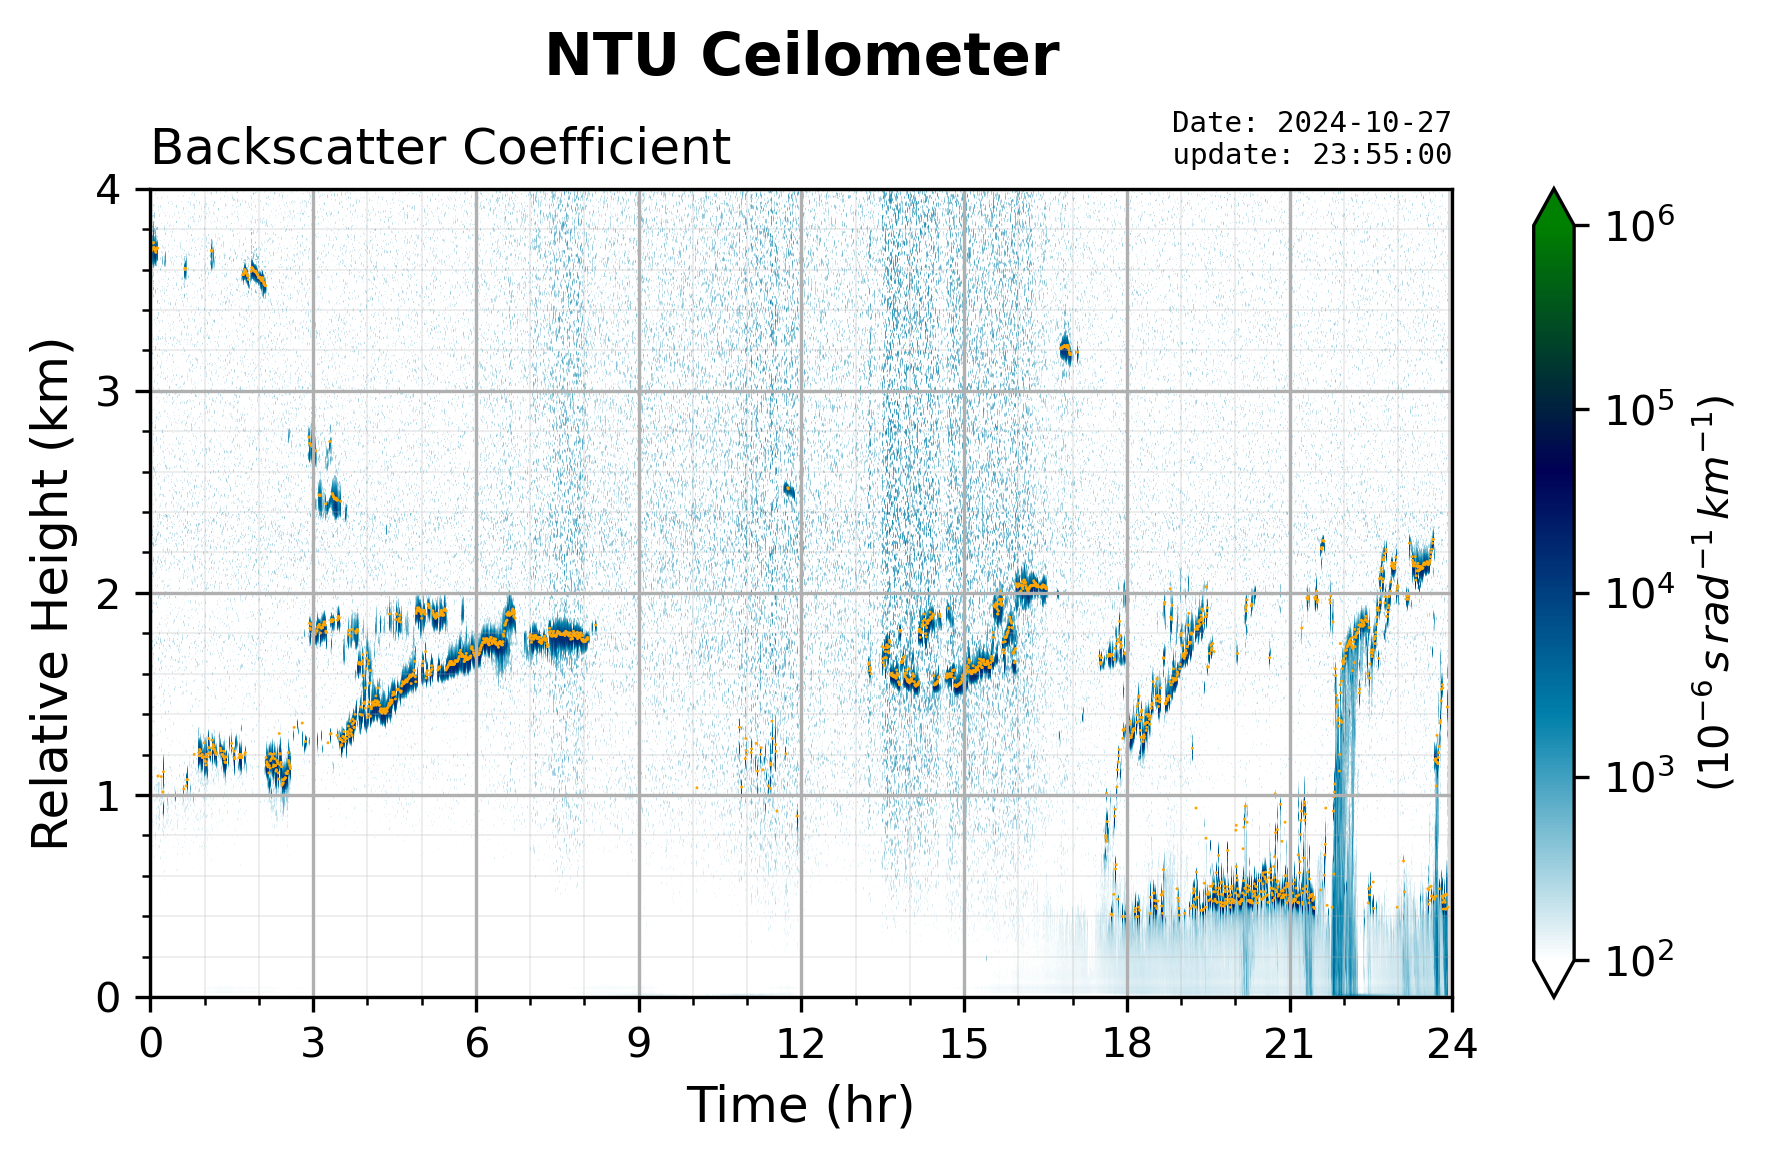 NTU Ceilometer
Backscatter Coefficient
Date: 2024-10-27
update: 23:55:00
4
3
2
1
0
Relative Height (km)
0 3 6 9 12 15 18 21 24
Time (hr)
10⁶
10⁵
10⁴
10³
10²
(10⁻⁶ s rad⁻¹ km⁻¹)